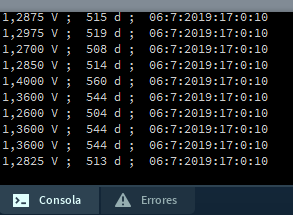 1,2875 V ;  515 d ;  06:7:2019:17:0:10
1,2975 V ;  519 d ;  06:7:2019:17:0:10
1,2700 V ;  508 d ;  06:7:2019:17:0:10
1,2850 V ;  514 d ;  06:7:2019:17:0:10
1,4000 V ;  560 d ;  06:7:2019:17:0:10
1,3600 V ;  544 d ;  06:7:2019:17:0:10
1,2600 V ;  504 d ;  06:7:2019:17:0:10
1,3600 V ;  544 d ;  06:7:2019:17:0:10
1,3600 V ;  544 d ;  06:7:2019:17:0:10
1,2825 V ;  513 d ;  06:7:2019:17:0:10
Consola Errores